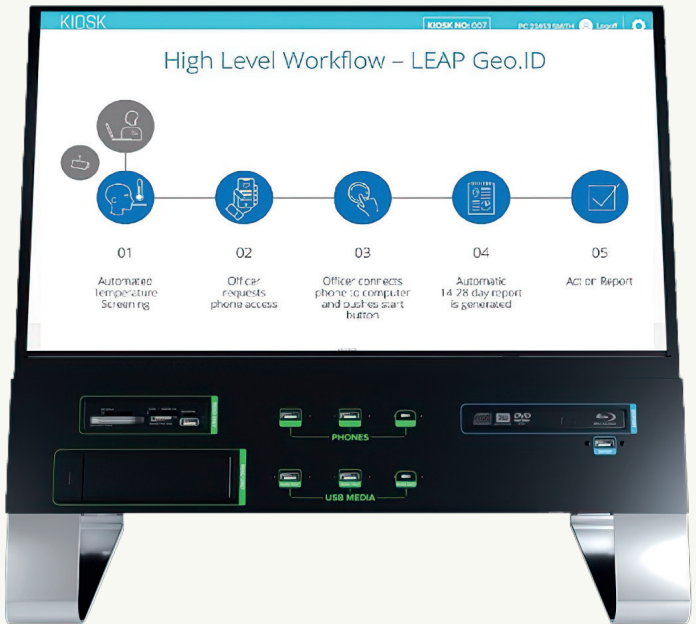 KIOSK
KIOSK NO: 007
PC 23453 SMITH
Logoff
High Level Workflow – LEAP Geo.ID
01
02
03
04
05
Automated
Temperature
Screening
Officer
requests
phone access
Officer connects
phone to computer
and pushes start
button
Automatic
14-28 day report
is generated
Action Report
PHONES
USB MEDIA
DVD